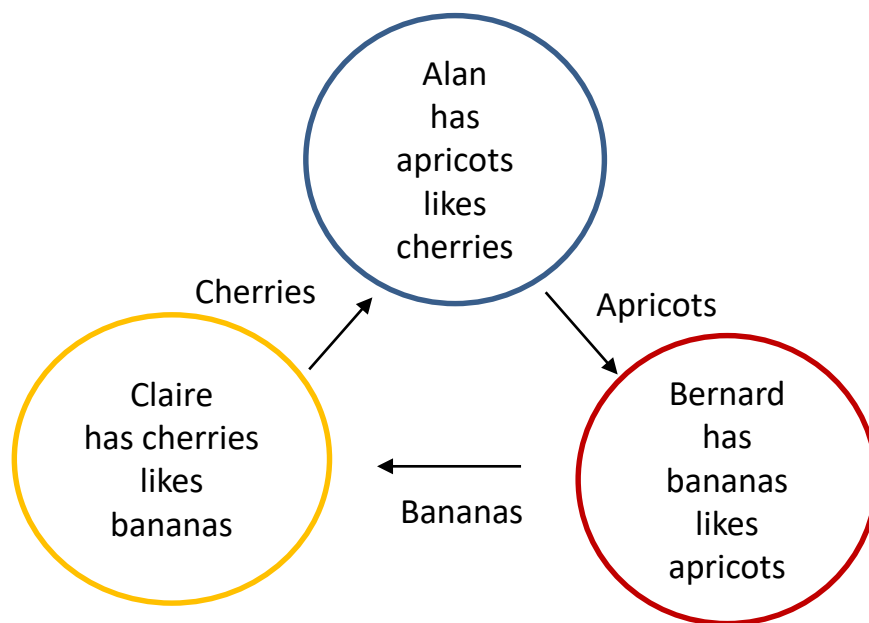 Alan
has
apricots
likes
cherries
Cherries
Apricots
Claire
has cherries
likes
bananas
Bananas
Bernard
has
bananas
likes
apricots